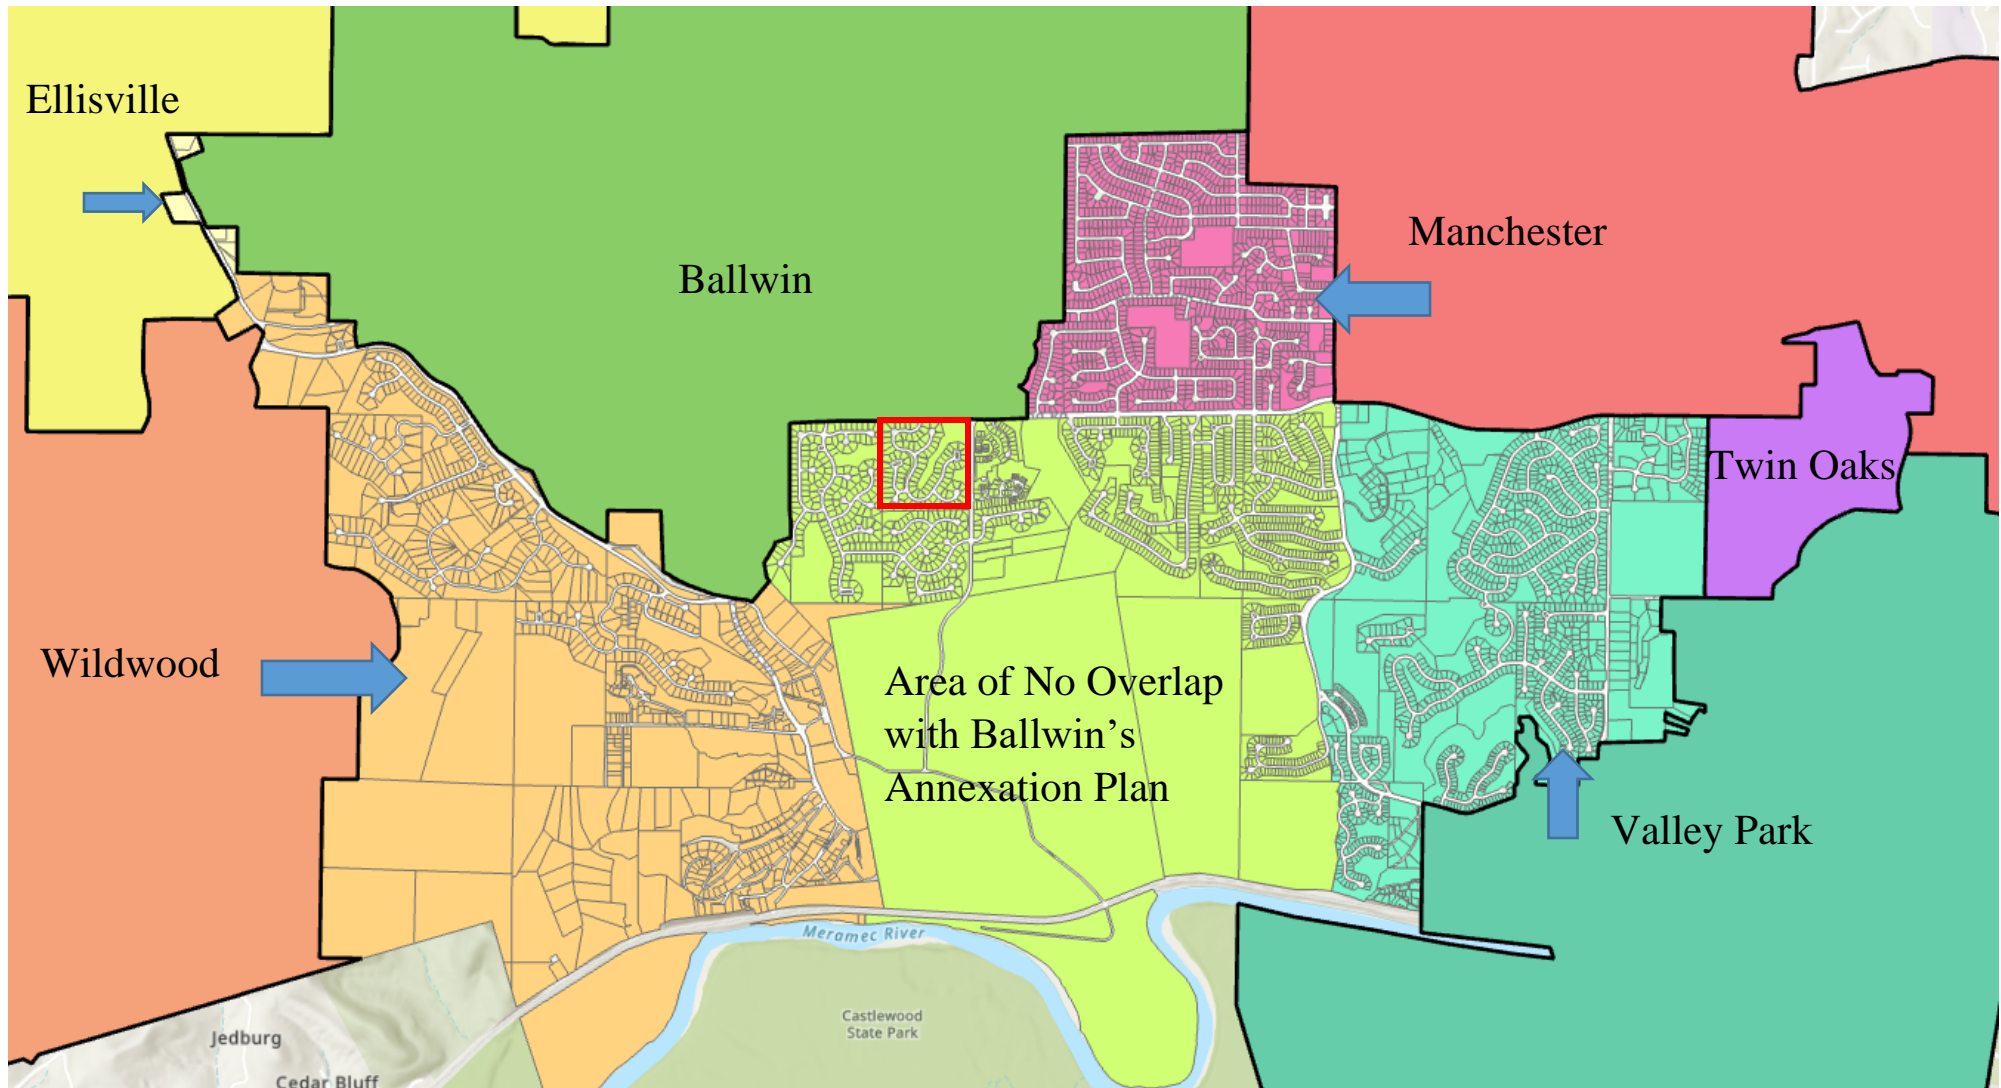 Ellisville
Manchester
Ballwin
Twin Oaks
Wildwood
Area of No Overlap
with Ballwin’s
Annexation Plan
Valley Park
Meramec River
Castlewood
State Park
Jedburg
Cedar Bluff